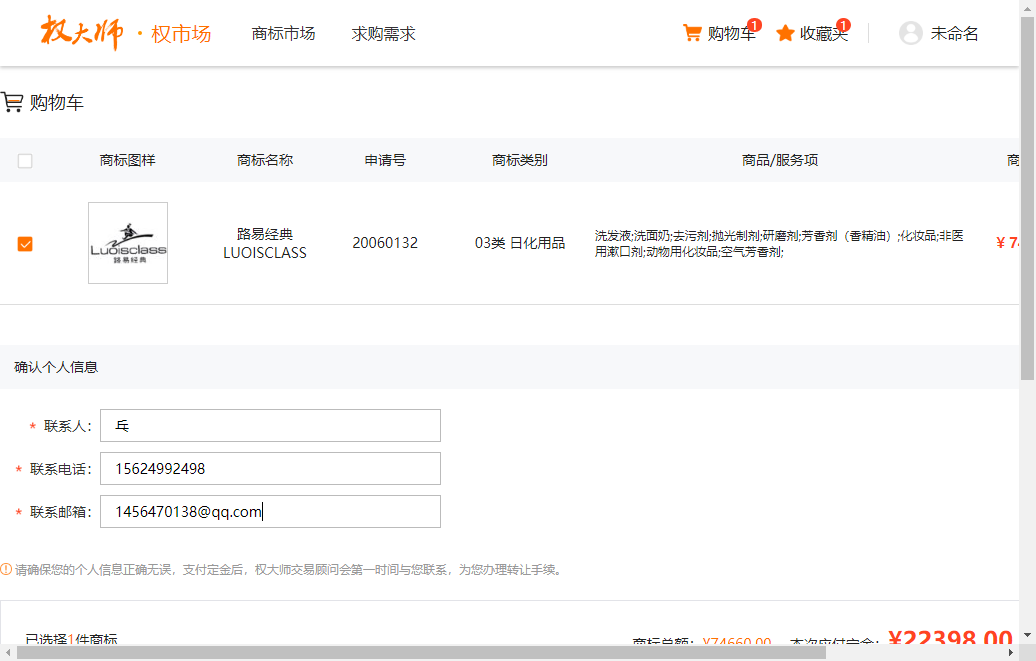 权大师 · 权市场 商标市场 求购需求 购物车 1 收藏夹 1 未命名
购物车
商标图样 商标名称 申请号 商标类别 商品/服务项 商
Luoisclass
路易经典
路易经典
LUOISCLASS
20060132
03类 日化用品
洗发液;洗面奶;去污剂;抛光制剂;研磨剂;芳香剂（香精油）;化妆品;非医
用漱口剂;动物用化妆品;空气芳香剂;
¥ 74
确认个人信息
* 联系人: 乓
* 联系电话: 15624992498
* 联系邮箱: 1456470138@qq.com
请确保您的个人信息正确无误，支付定金后，权大师交易顾问会第一时间与您联系，为您办理转让手续。
已选择1件商标 商标总额: ¥74660.00 本次应付定金: ¥22398.00